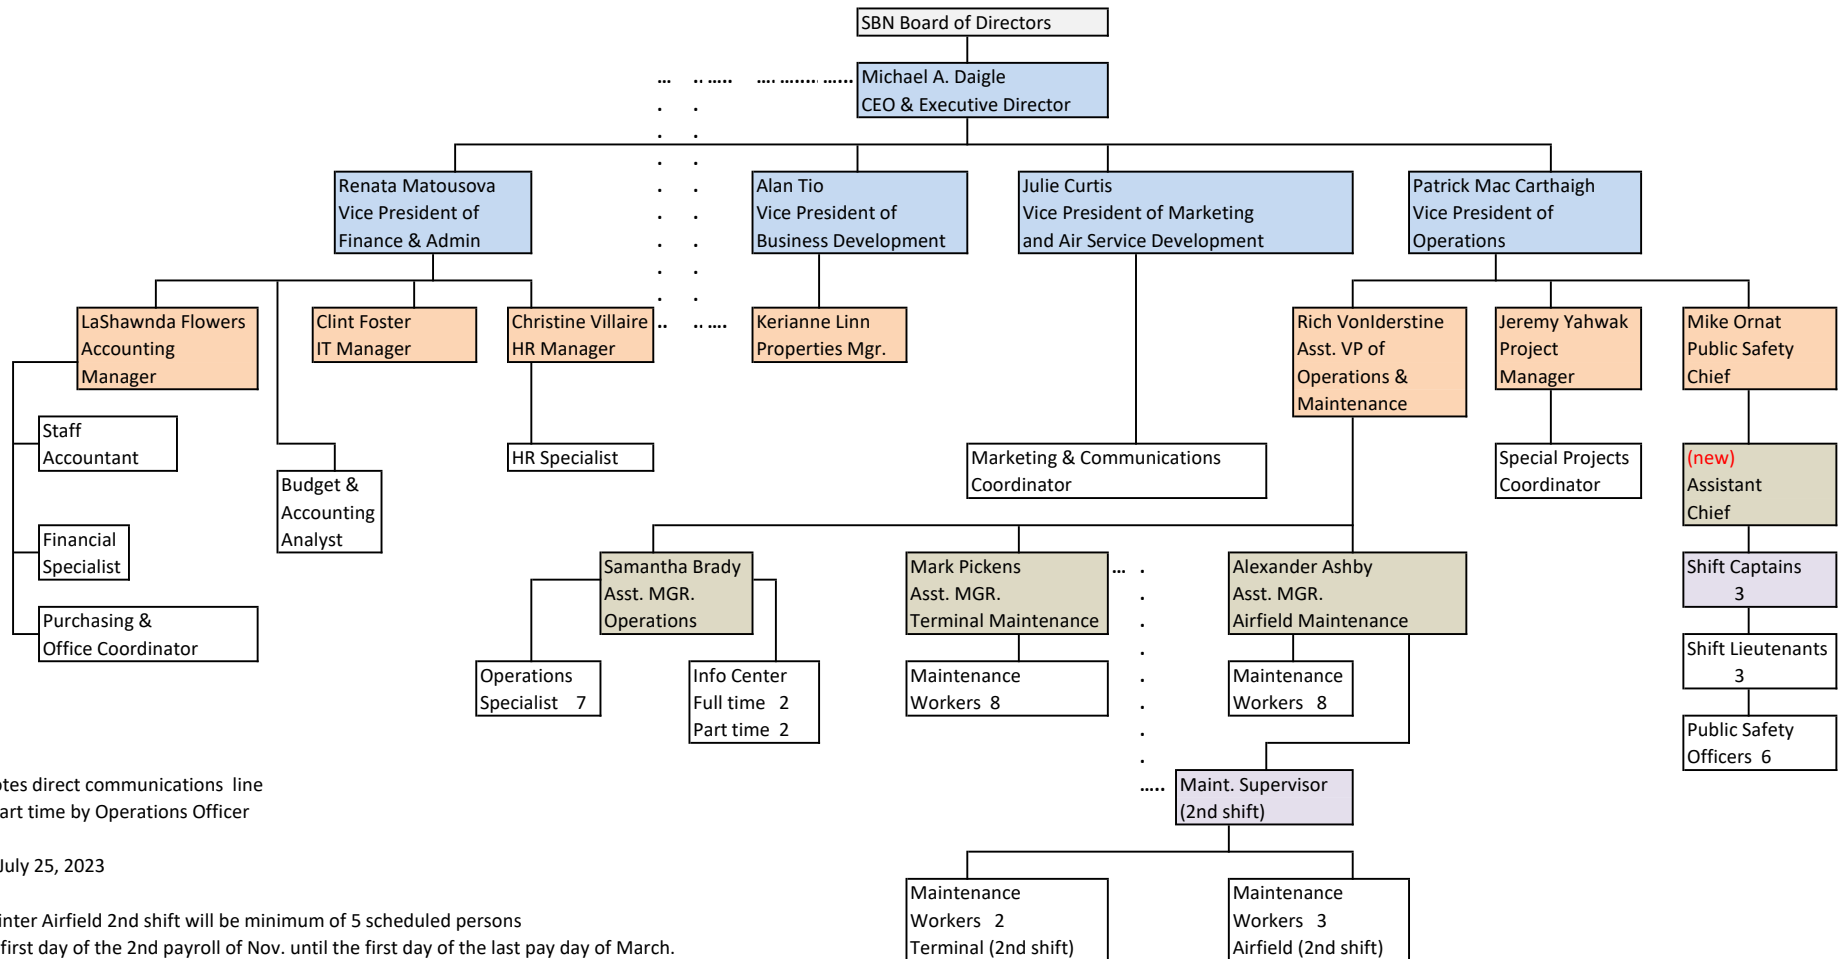 SBN Board of Directors
Michael A. Daigle
CEO & Executive Director
Renata Matousova
Vice President of
Finance & Admin
Alan Tio
Vice President of
Business Development
Julie Curtis
Vice President of Marketing
and Air Service Development
Patrick Mac Carthaigh
Vice President of
Operations
LaShawnda Flowers
Accounting
Manager
Clint Foster
IT Manager
Christine Villaire
HR Manager
Kerianne Linn
Properties Mgr.
Rich VonIderstine
Asst. VP of
Operations &
Maintenance
Jeremy Yahwak
Project
Manager
Mike Ornat
Public Safety
Chief
Staff
Accountant
Budget &
Accounting
Analyst
HR Specialist
Marketing & Communications
Coordinator
Special Projects
Coordinator
(new)
Assistant
Chief
Financial
Specialist
Purchasing &
Office Coordinator
Samantha Brady
Asst. MGR.
Operations
Mark Pickens
Asst. MGR.
Terminal Maintenance
Alexander Ashby
Asst. MGR.
Airfield Maintenance
Shift Captains
3
Shift Lieutenants
3
Public Safety
Officers 6
Operations
Specialist 7
Info Center
Full time 2
Part time 2
Maintenance
Workers 8
Maintenance
Workers 8
Maint. Supervisor
(2nd shift)
Maintenance
Workers 2
Terminal (2nd shift)
Maintenance
Workers 3
Airfield (2nd shift)
otes direct communications line
art time by Operations Officer
July 25, 2023
inter Airfield 2nd shift will be minimum of 5 scheduled persons
first day of the 2nd payroll of Nov. until the first day of the last pay day of March.